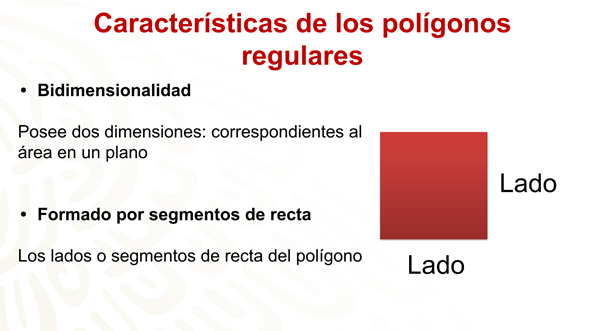 Características de los polígonos
regulares
• Bidimensionalidad
Posee dos dimensiones: correspondientes al
área en un plano
• Formado por segmentos de recta
Los lados o segmentos de recta del polígono
Lado
Lado